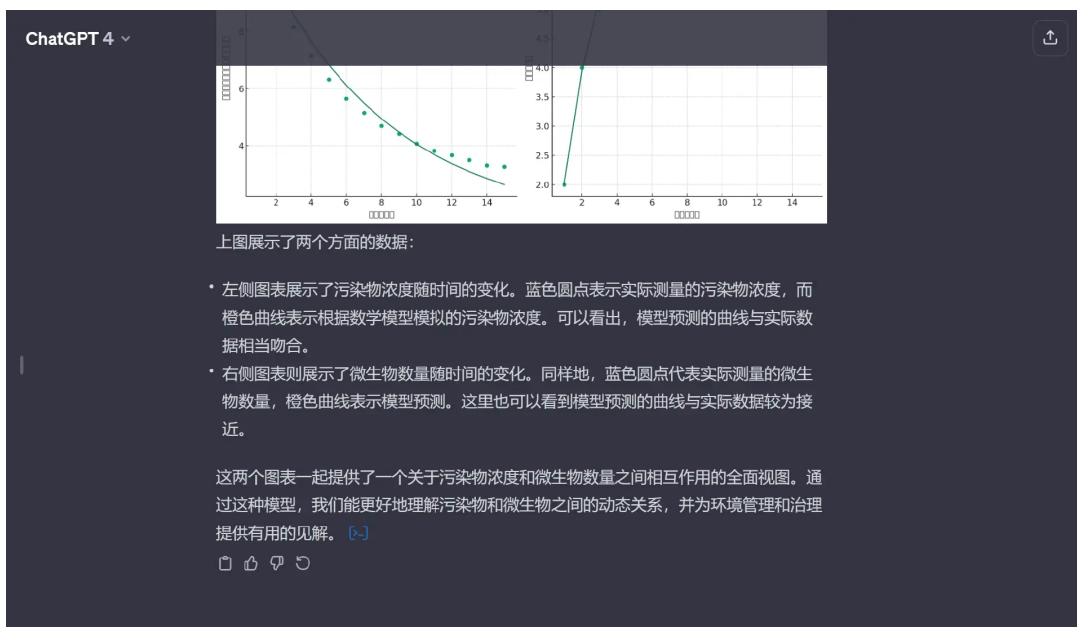 ChatGPT 4
8
6
4
2 4 6 8 10 12 14
4.5
4.0
3.5
3.0
2.5
2.0
2 4 6 8 10 12 14
上图展示了两个方面的数据：
• 左侧图表展示了污染物浓度随时间的变化。蓝色圆点表示实际测量的污染物浓度，而
橙色曲线表示根据数学模型模拟的污染物浓度。可以看出，模型预测的曲线与实际数
据相当吻合。
• 右侧图表则展示了微生物数量随时间的变化。同样地，蓝色圆点代表实际测量的微生
物数量，橙色曲线表示模型预测。这里也可以看到模型预测的曲线与实际数据较为接
近。
这两个图表一起提供了一个关于污染物浓度和微生物数量之间相互作用的全面视图。通
过这种模型，我们能更好地理解污染物和微生物之间的动态关系，并为环境管理和治理
提供有用的见解。 [>_]